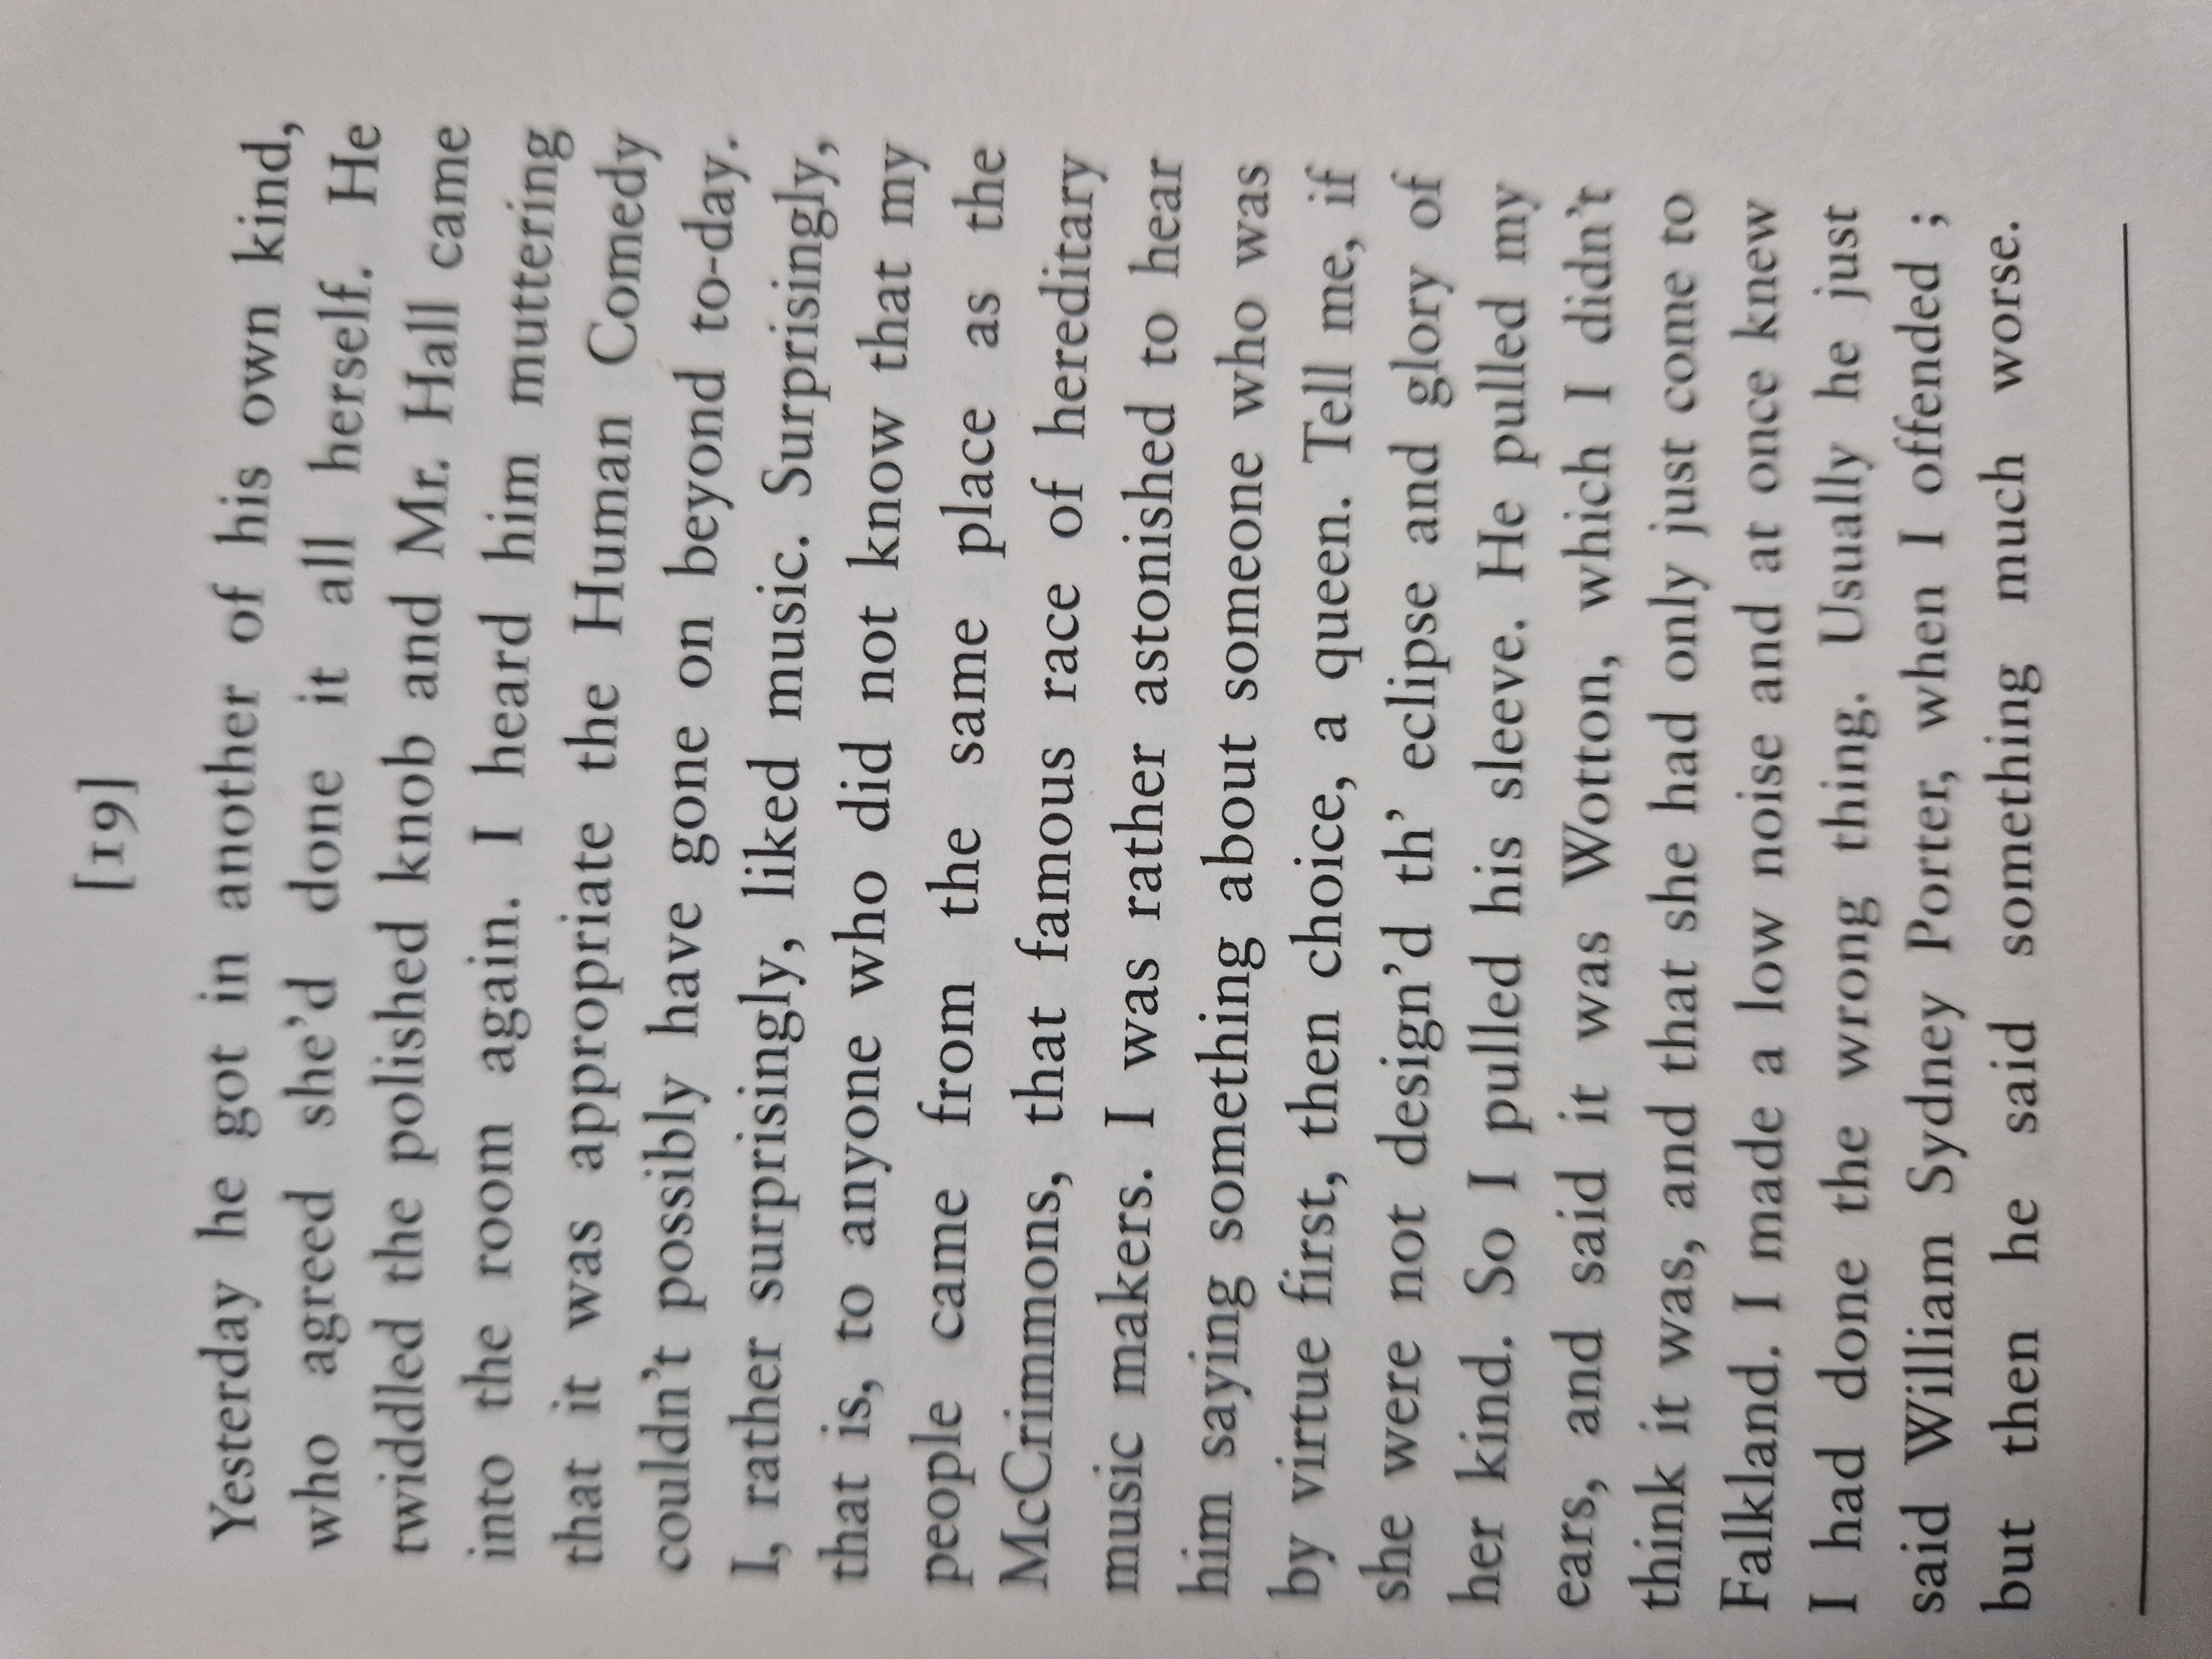 [19]
Yesterday he got in another of his own kind,
who agreed she’d done it all herself. He
twiddled the polished knob and Mr. Hall came
into the room again. I heard him muttering
that it was appropriate the Human Comedy
couldn’t possibly have gone on beyond to-day.
I, rather surprisingly, liked music. Surprisingly,
that is, to anyone who did not know that my
people came from the same place as the
McCrimmons, that famous race of hereditary
music makers. I was rather astonished to hear
him saying something about someone who was
by virtue first, then choice, a queen. Tell me, if
she were not design’d th’ eclipse and glory of
her kind. So I pulled his sleeve. He pulled my
ears, and said it was Wotton, which I didn’t
think it was, and that she had only just come to
Falkland. I made a low noise and at once knew
I had done the wrong thing. Usually he just
said William Sydney Porter, when I offended ;
but then he said something much worse.